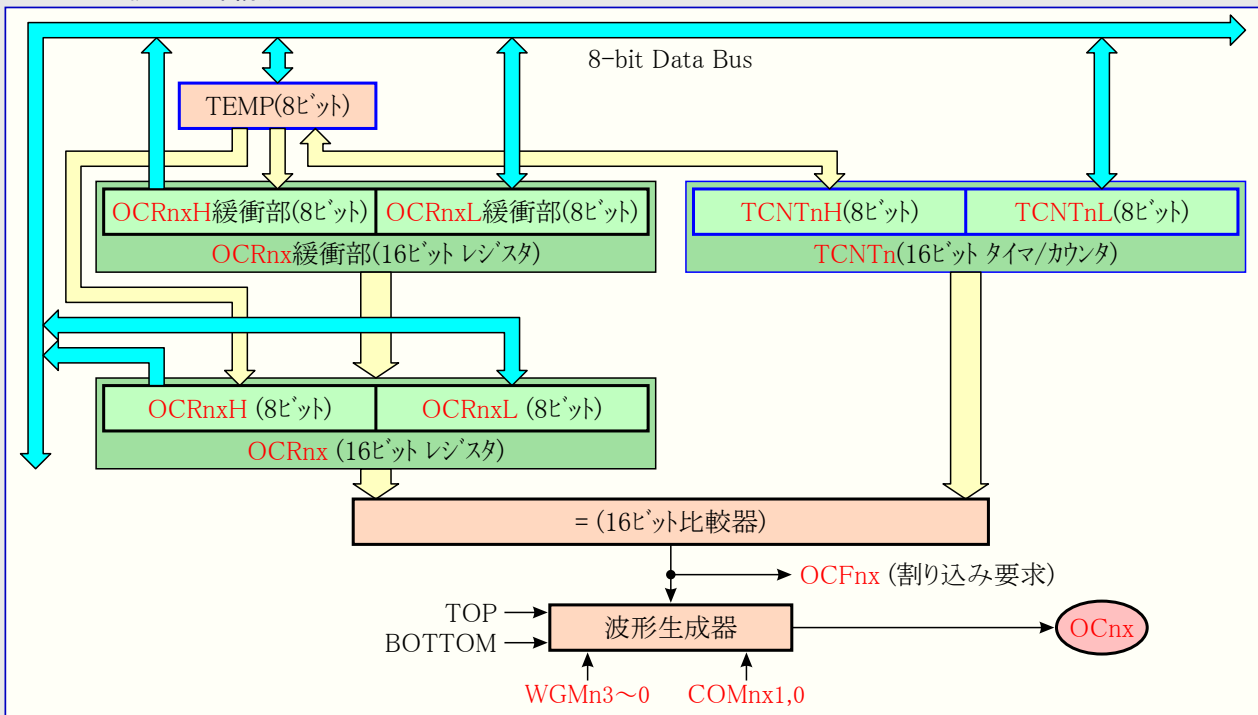 8-bit Data Bus
TEMP(8ビット)
OCRnxH緩衝部(8ビット) OCRnxL緩衝部(8ビット)
OCRnx緩衝部(16ビット レジスタ)
TCNTnH(8ビット) TCNTnL(8ビット)
TCNTn(16ビット タイマ/カウンタ)
OCRnxH (8ビット) OCRnxL (8ビット)
OCRnx (16ビット レジスタ)
= (16ビット比較器)
OCFnx (割り込み要求)
TOP
BOTTOM
波形生成器
OCnx
WGMn3～0 COMnx1,0